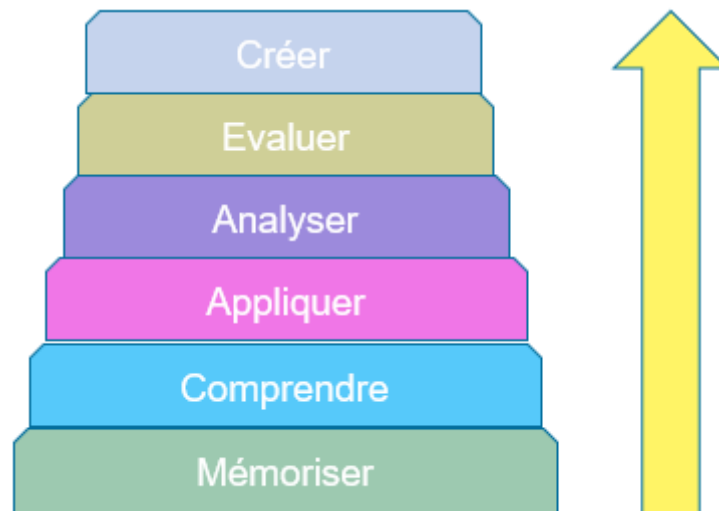 Créer
Evaluer
Analyser
Appliquer
Comprendre
Mémoriser